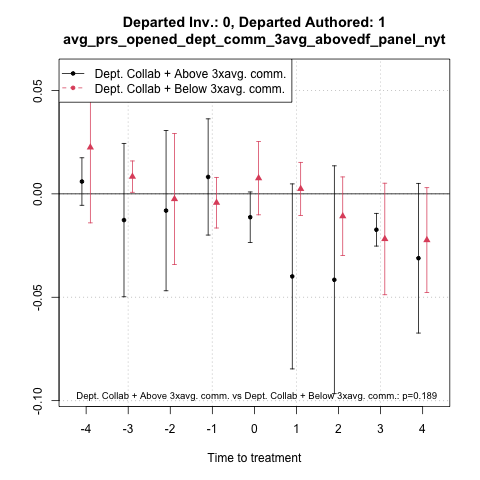 Departed Inv.: 0, Departed Authored: 1
avg_prs_opened_dept_comm_3avg_abovedf_panel_nyt
Dept. Collab + Above 3xavg. comm.
Dept. Collab + Below 3xavg. comm.
0.05
0.00
-0.05
-0.10
Dept. Collab + Above 3xavg. comm. vs Dept. Collab + Below 3xavg. comm.: p=0.189
-4 -3 -2 -1 0 1 2 3 4
Time to treatment